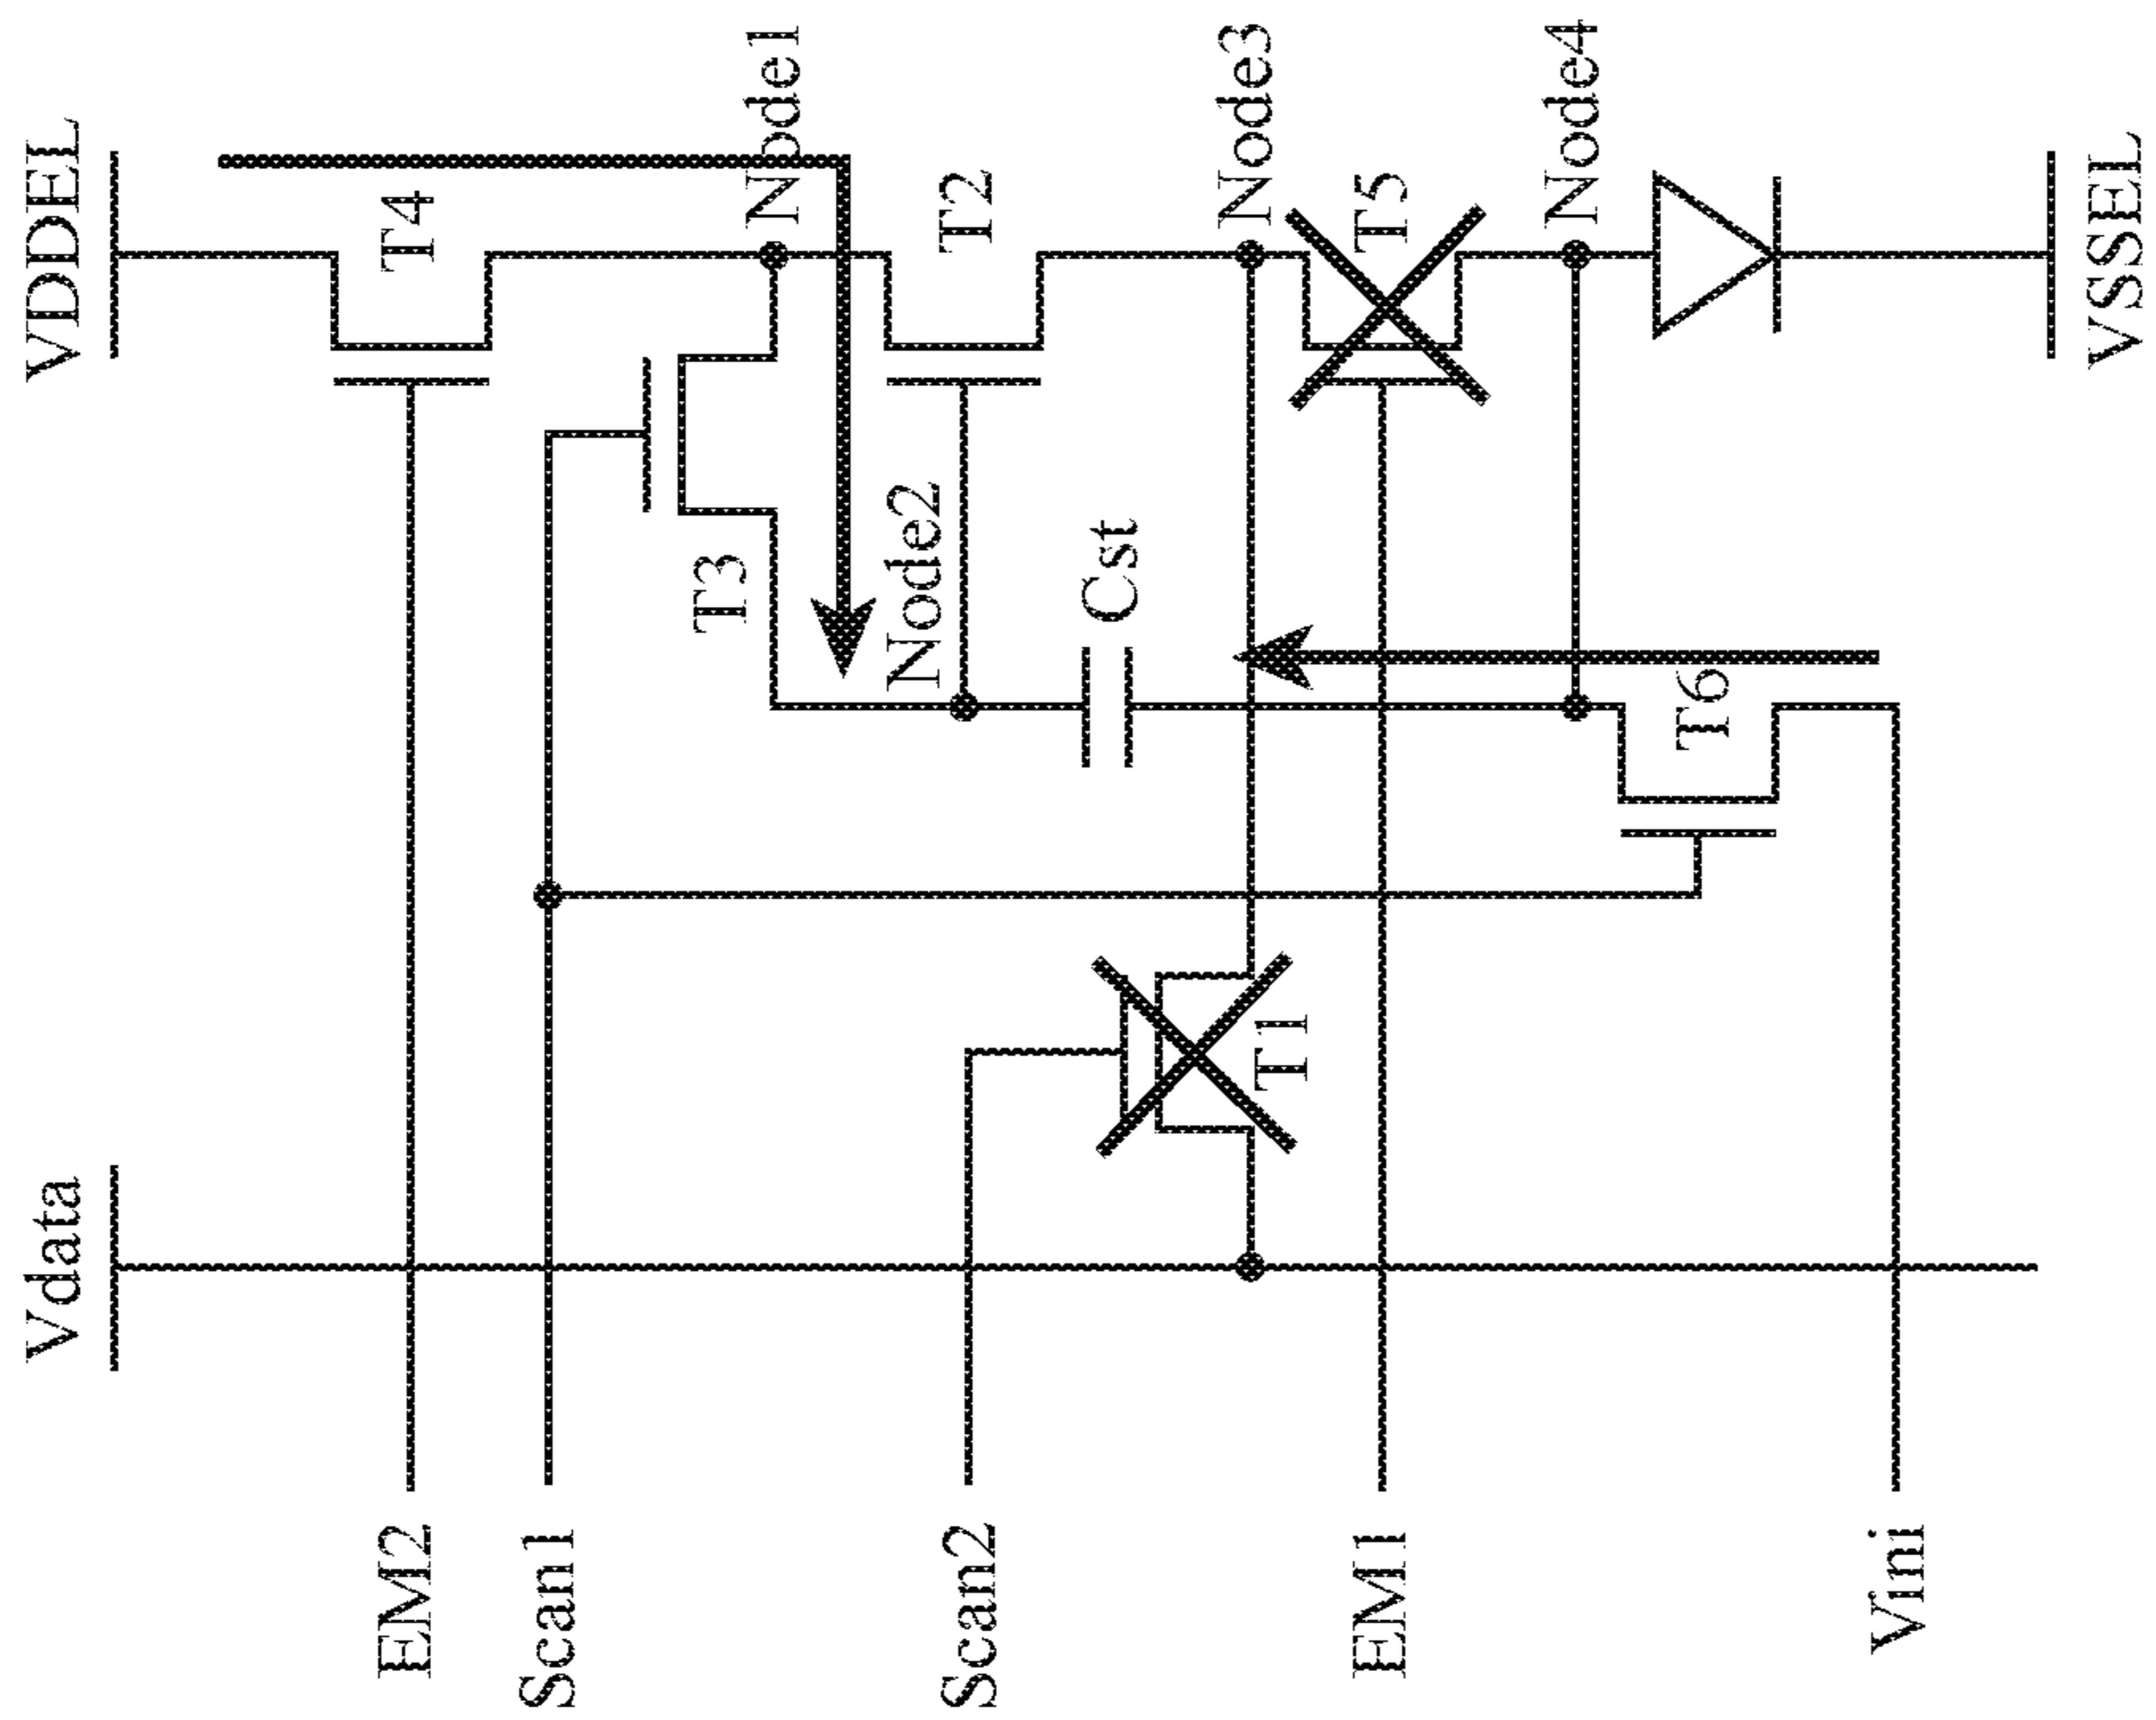 VDDEL
Vdata
T4
EM2
Scan1
Node1
T3
T2
Node2
Scan2
Cst
Node3
T1
T5
EM1
Node4
T6
Vini
VSSEL